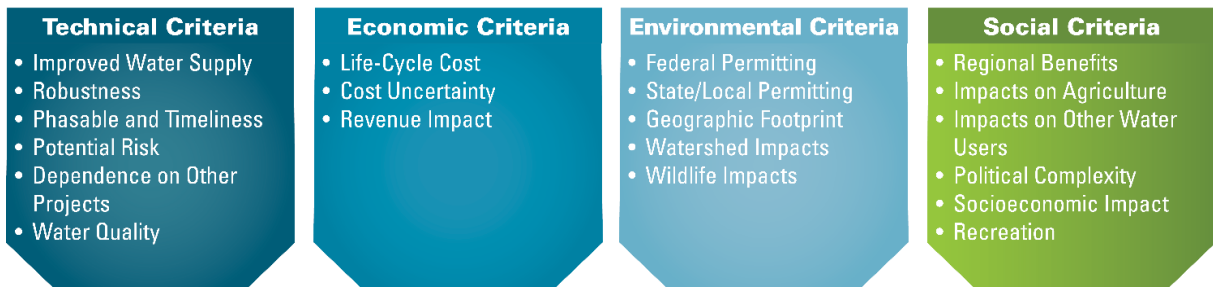 Technical Criteria
• Improved Water Supply
• Robustness
• Phasable and Timeliness
• Potential Risk
• Dependence on Other
Projects
• Water Quality
Economic Criteria
• Life-Cycle Cost
• Cost Uncertainty
• Revenue Impact
Environmental Criteria
• Federal Permitting
• State/Local Permitting
• Geographic Footprint
• Watershed Impacts
• Wildlife Impacts
Social Criteria
• Regional Benefits
• Impacts on Agriculture
• Impacts on Other Water
Users
• Political Complexity
• Socioeconomic Impact
• Recreation